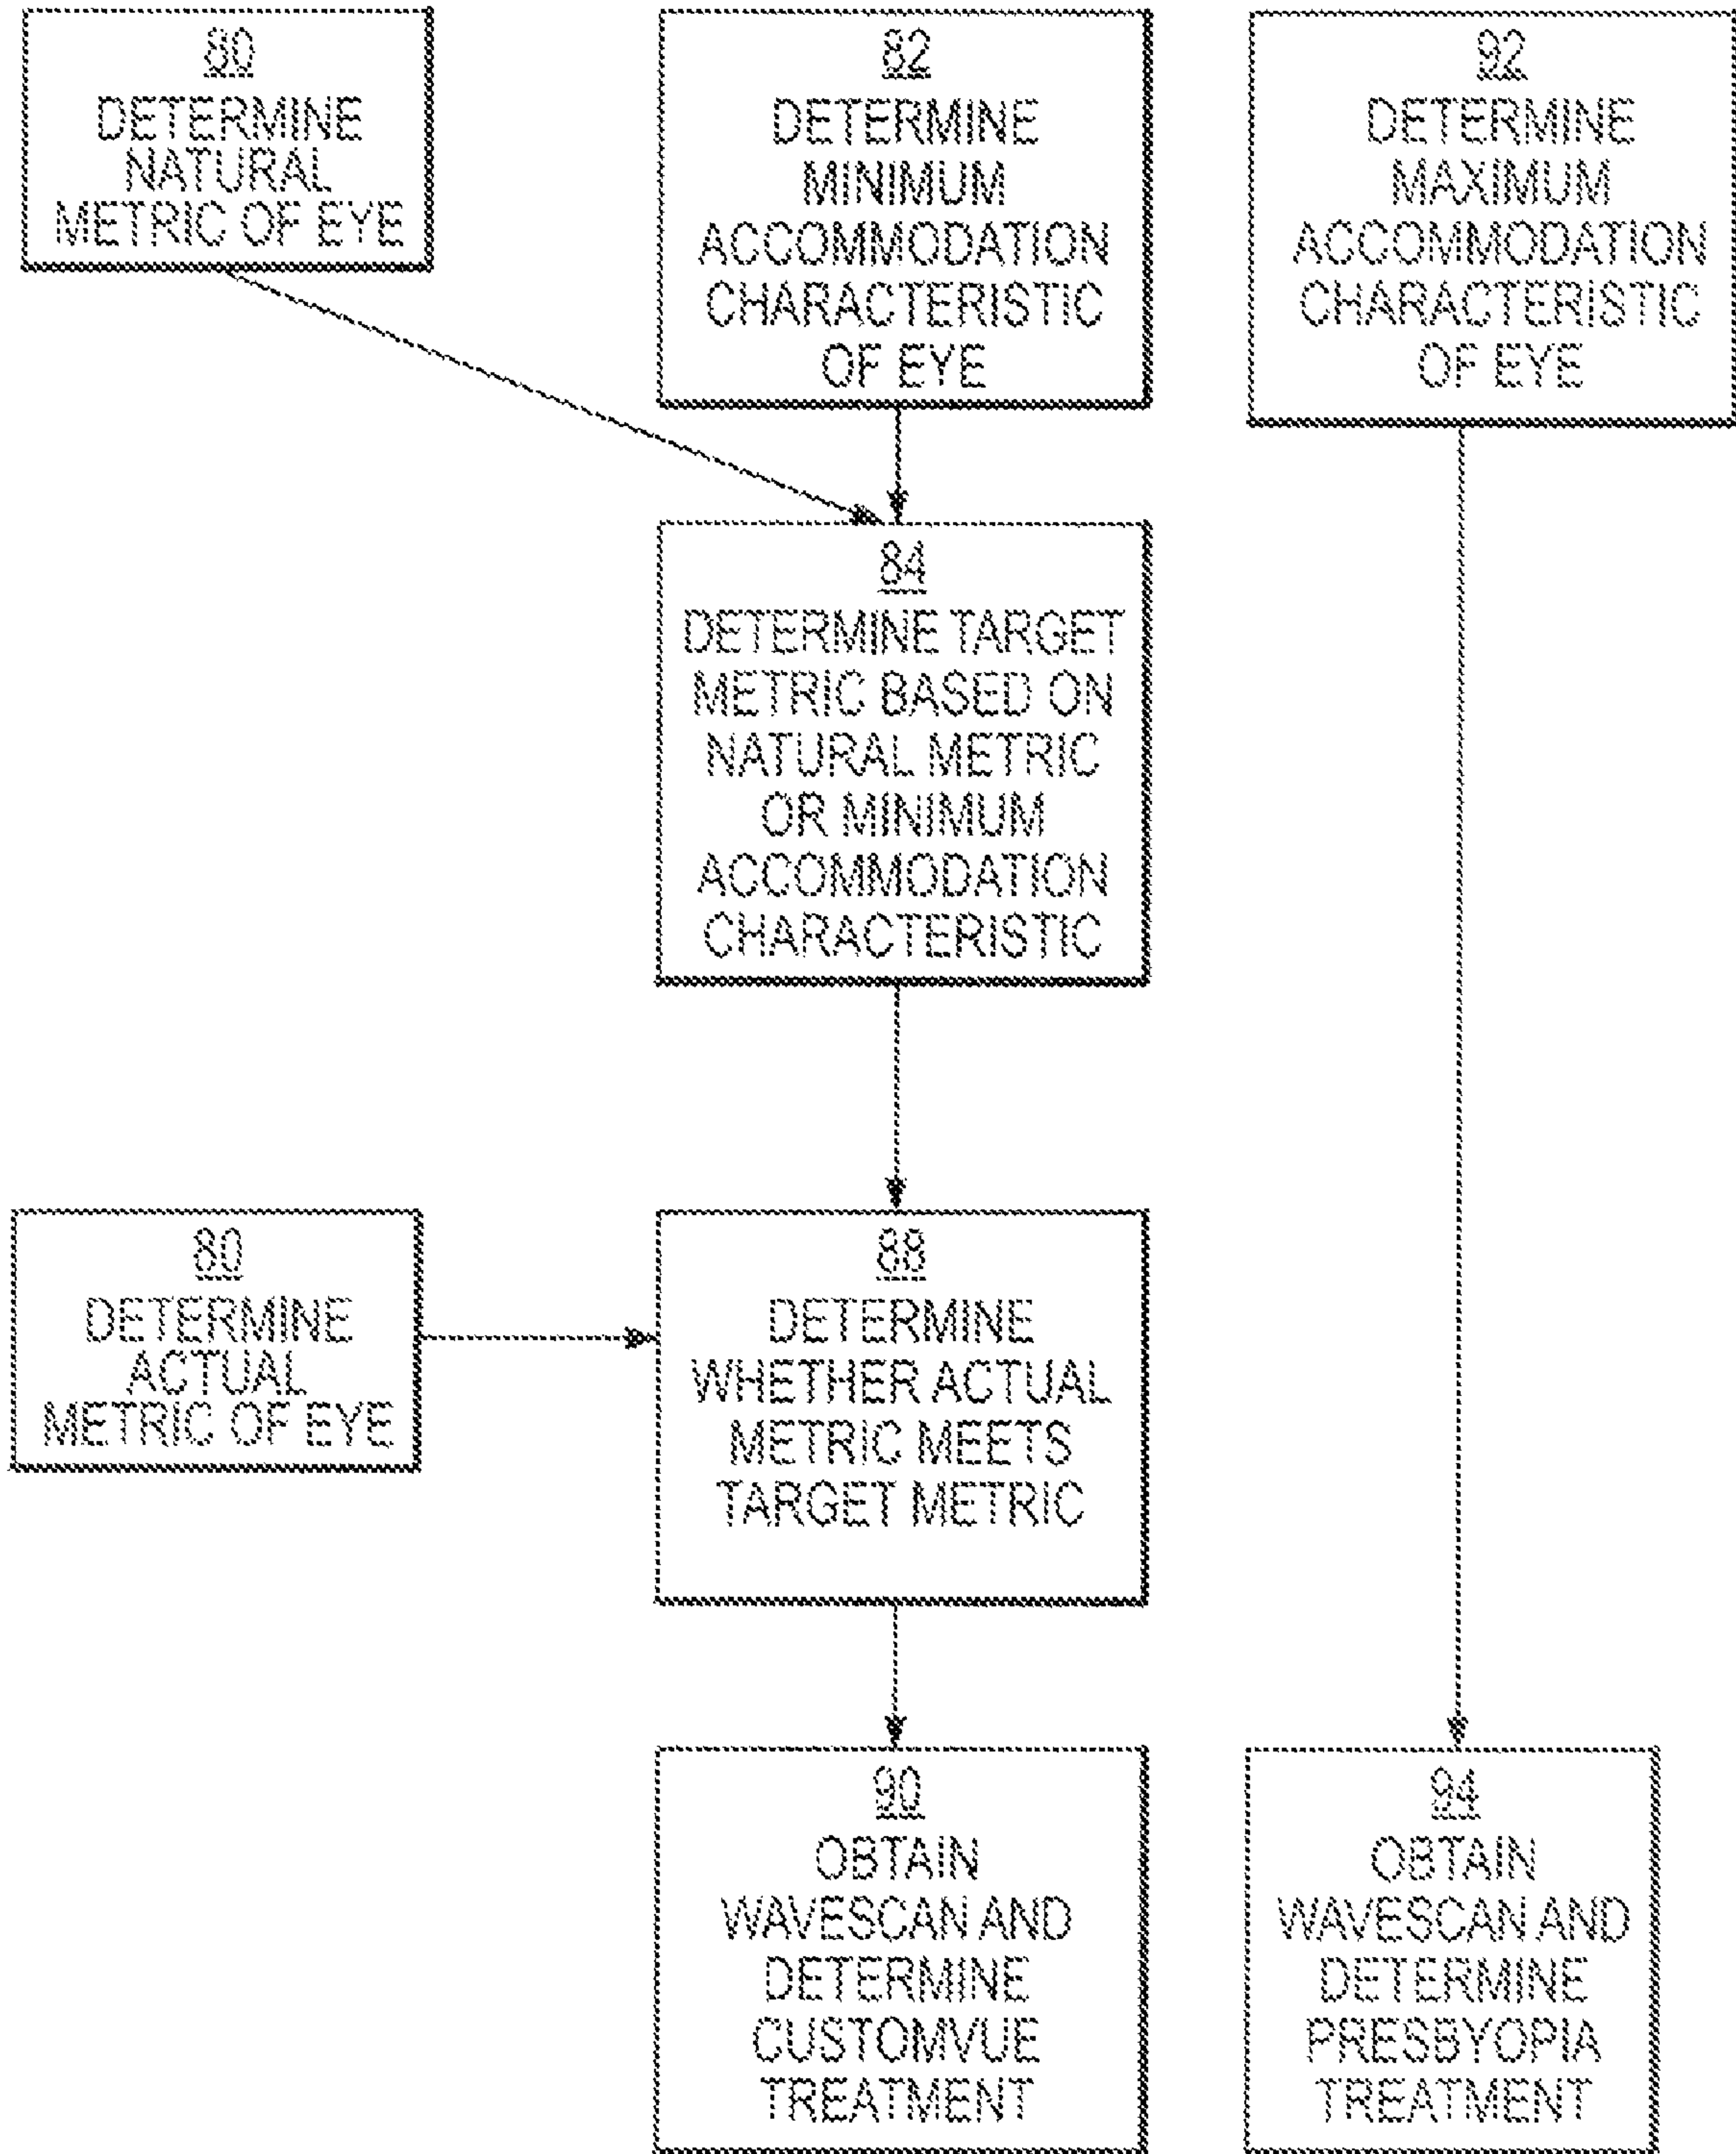 80
DETERMINE
NATURAL
METRIC OF EYE
82
DETERMINE
MINIMUM
ACCOMMODATION
CHARACTERISTIC
OF EYE
92
DETERMINE
MAXIMUM
ACCOMMODATION
CHARACTERISTIC
OF EYE
84
DETERMINE TARGET
METRIC BASED ON
NATURAL METRIC
OR MINIMUM
ACCOMMODATION
CHARACTERISTIC
80
DETERMINE
ACTUAL
METRIC OF EYE
88
DETERMINE
WHETHER ACTUAL
METRIC MEETS
TARGET METRIC
90
OBTAIN
WAVESCAN AND
DETERMINE
CUSTOMVUE
TREATMENT
94
OBTAIN
WAVESCAN AND
DETERMINE
PRESBYOPIA
TREATMENT